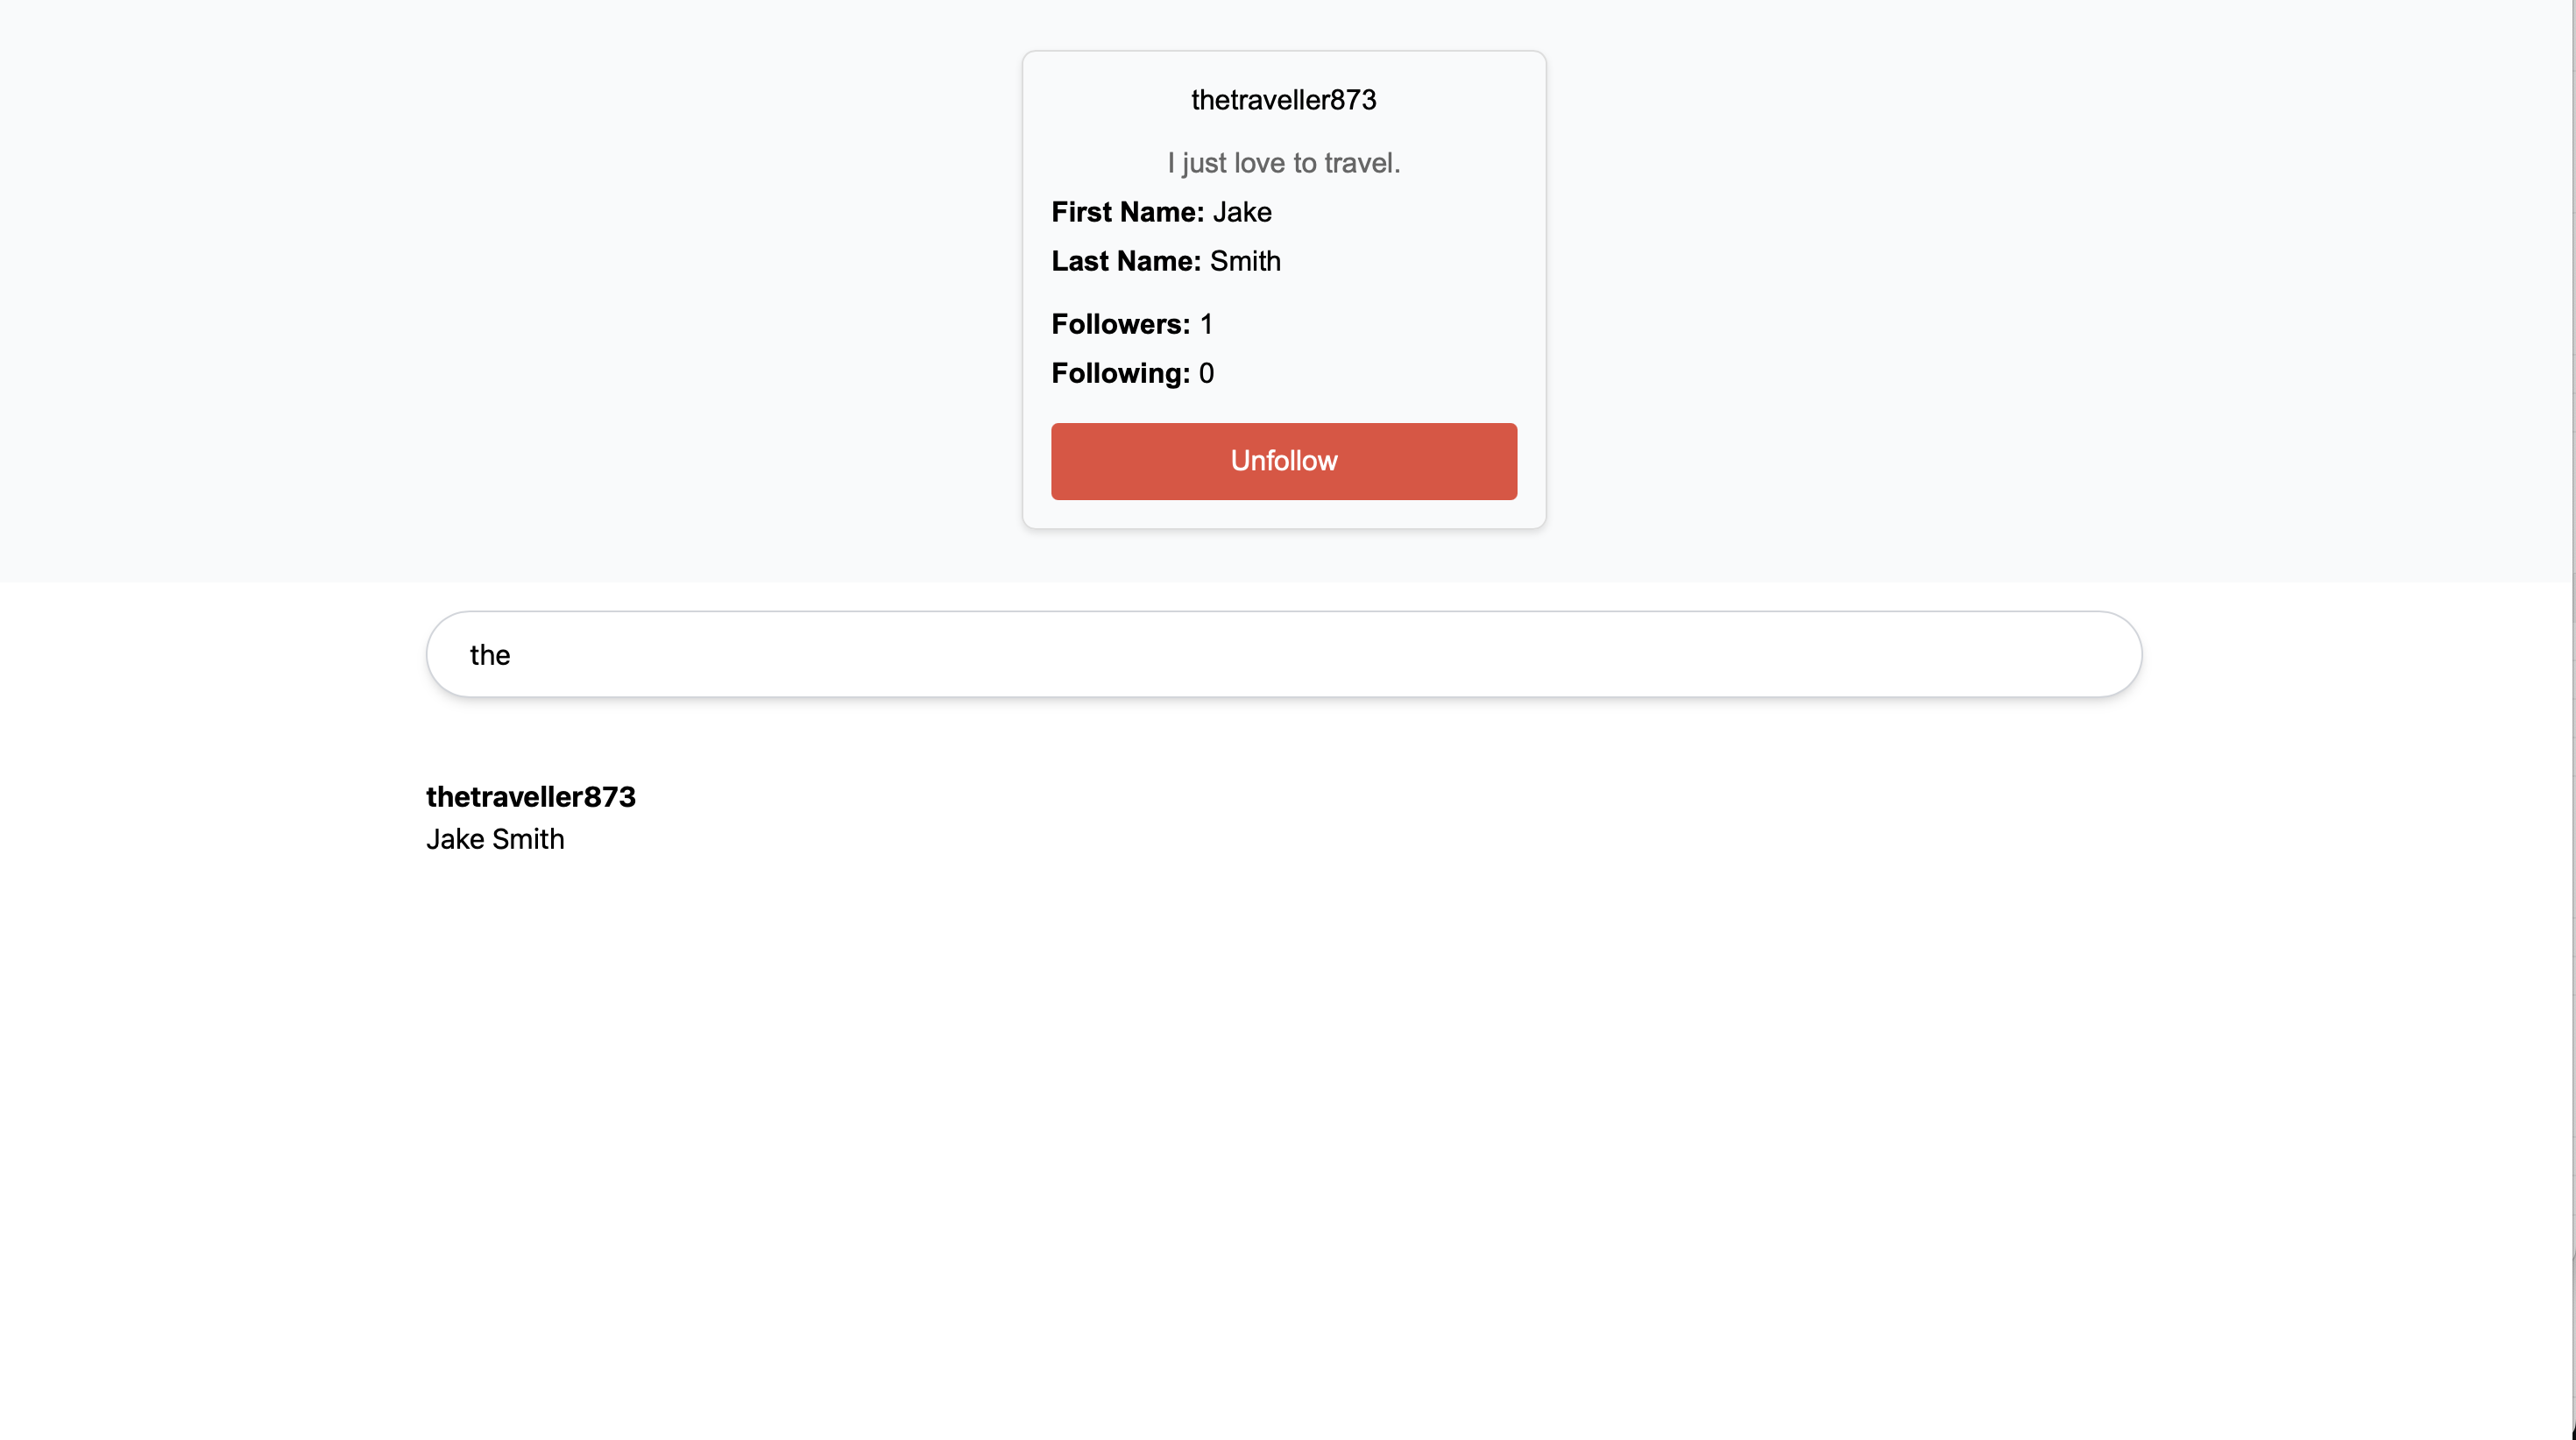 thetraveller873
I just love to travel.
First Name: Jake
Last Name: Smith
Followers: 1
Following: 0
Unfollow
the
thetraveller873
Jake Smith